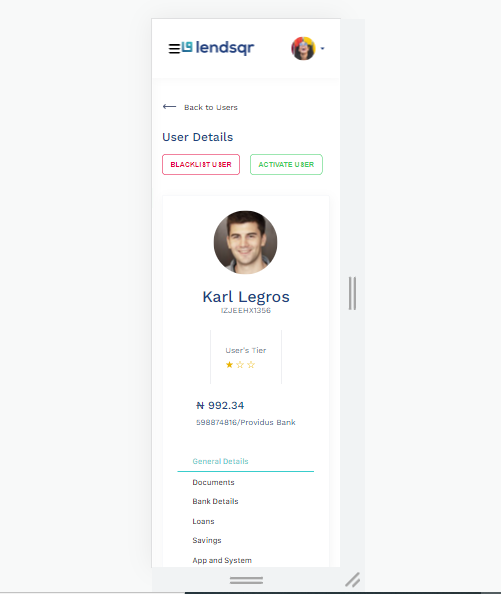 lendsqr
Back to Users
User Details
BLACKLIST USER
ACTIVATE USER
Karl Legros
IZJEEHX1356
User's Tier
★☆☆
₦ 992.34
598874816/Providus Bank
General Details
Documents
Bank Details
Loans
Savings
App and System